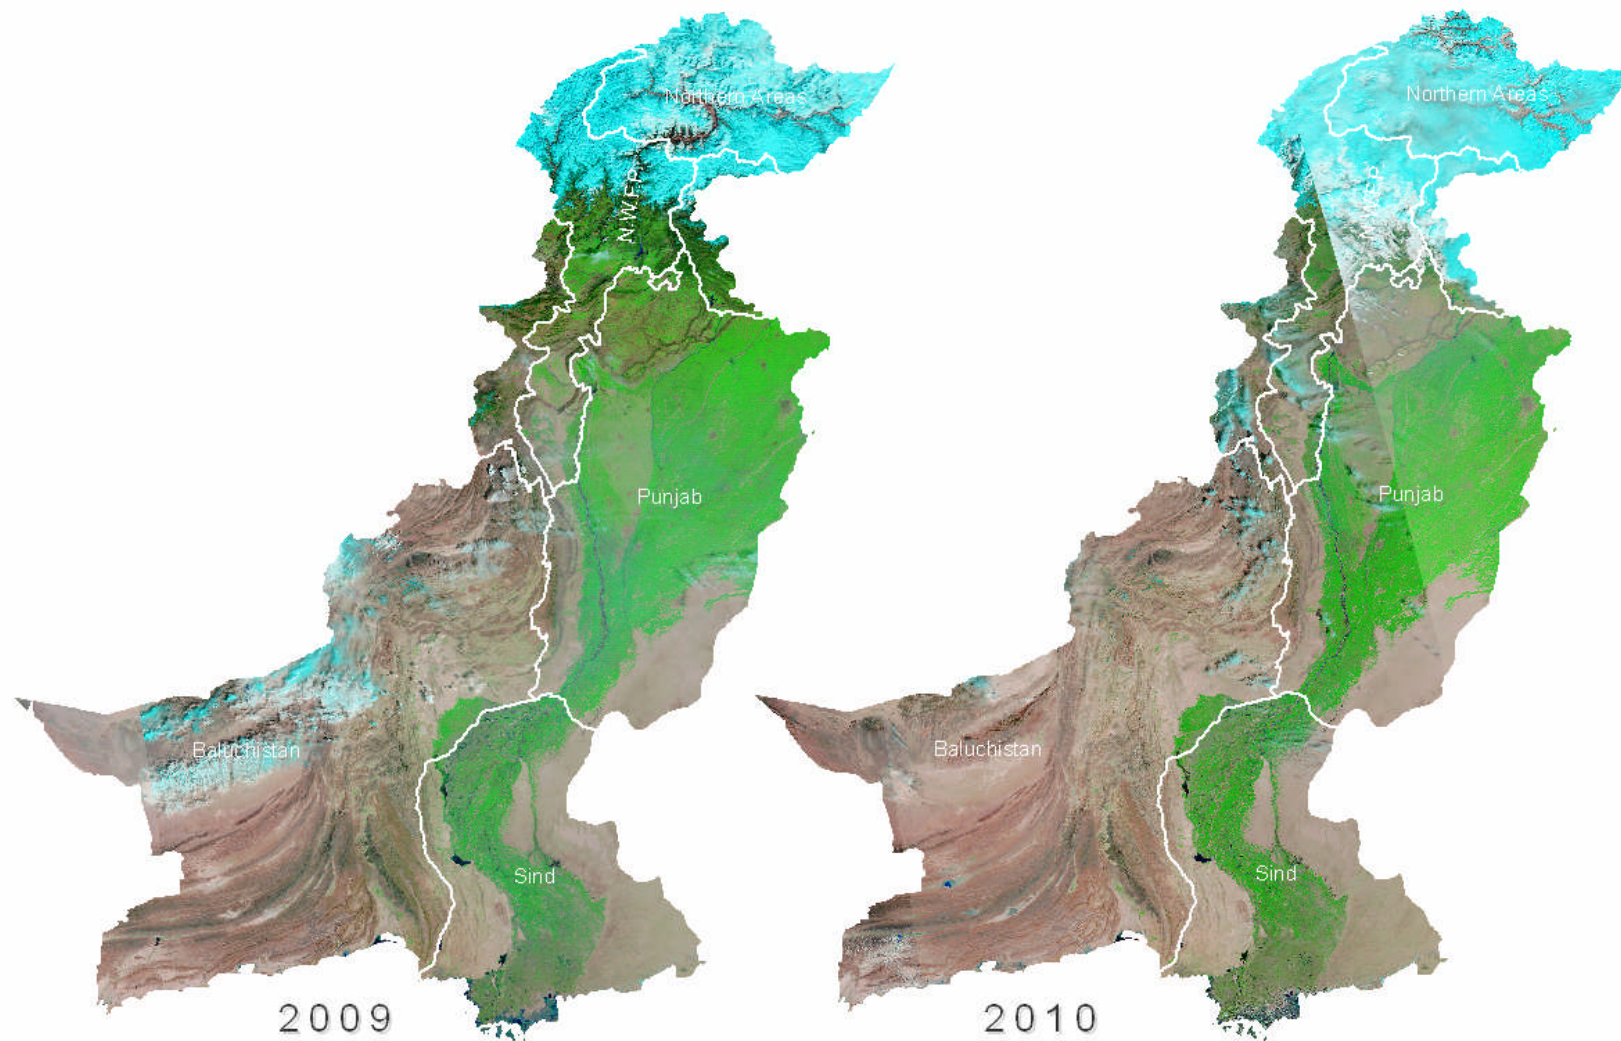 Northern Areas
N.W.F.P.
Punjab
Baluchistan
Sind
2009
Northern Areas
N.W.F.P.
Punjab
Baluchistan
Sind
2010